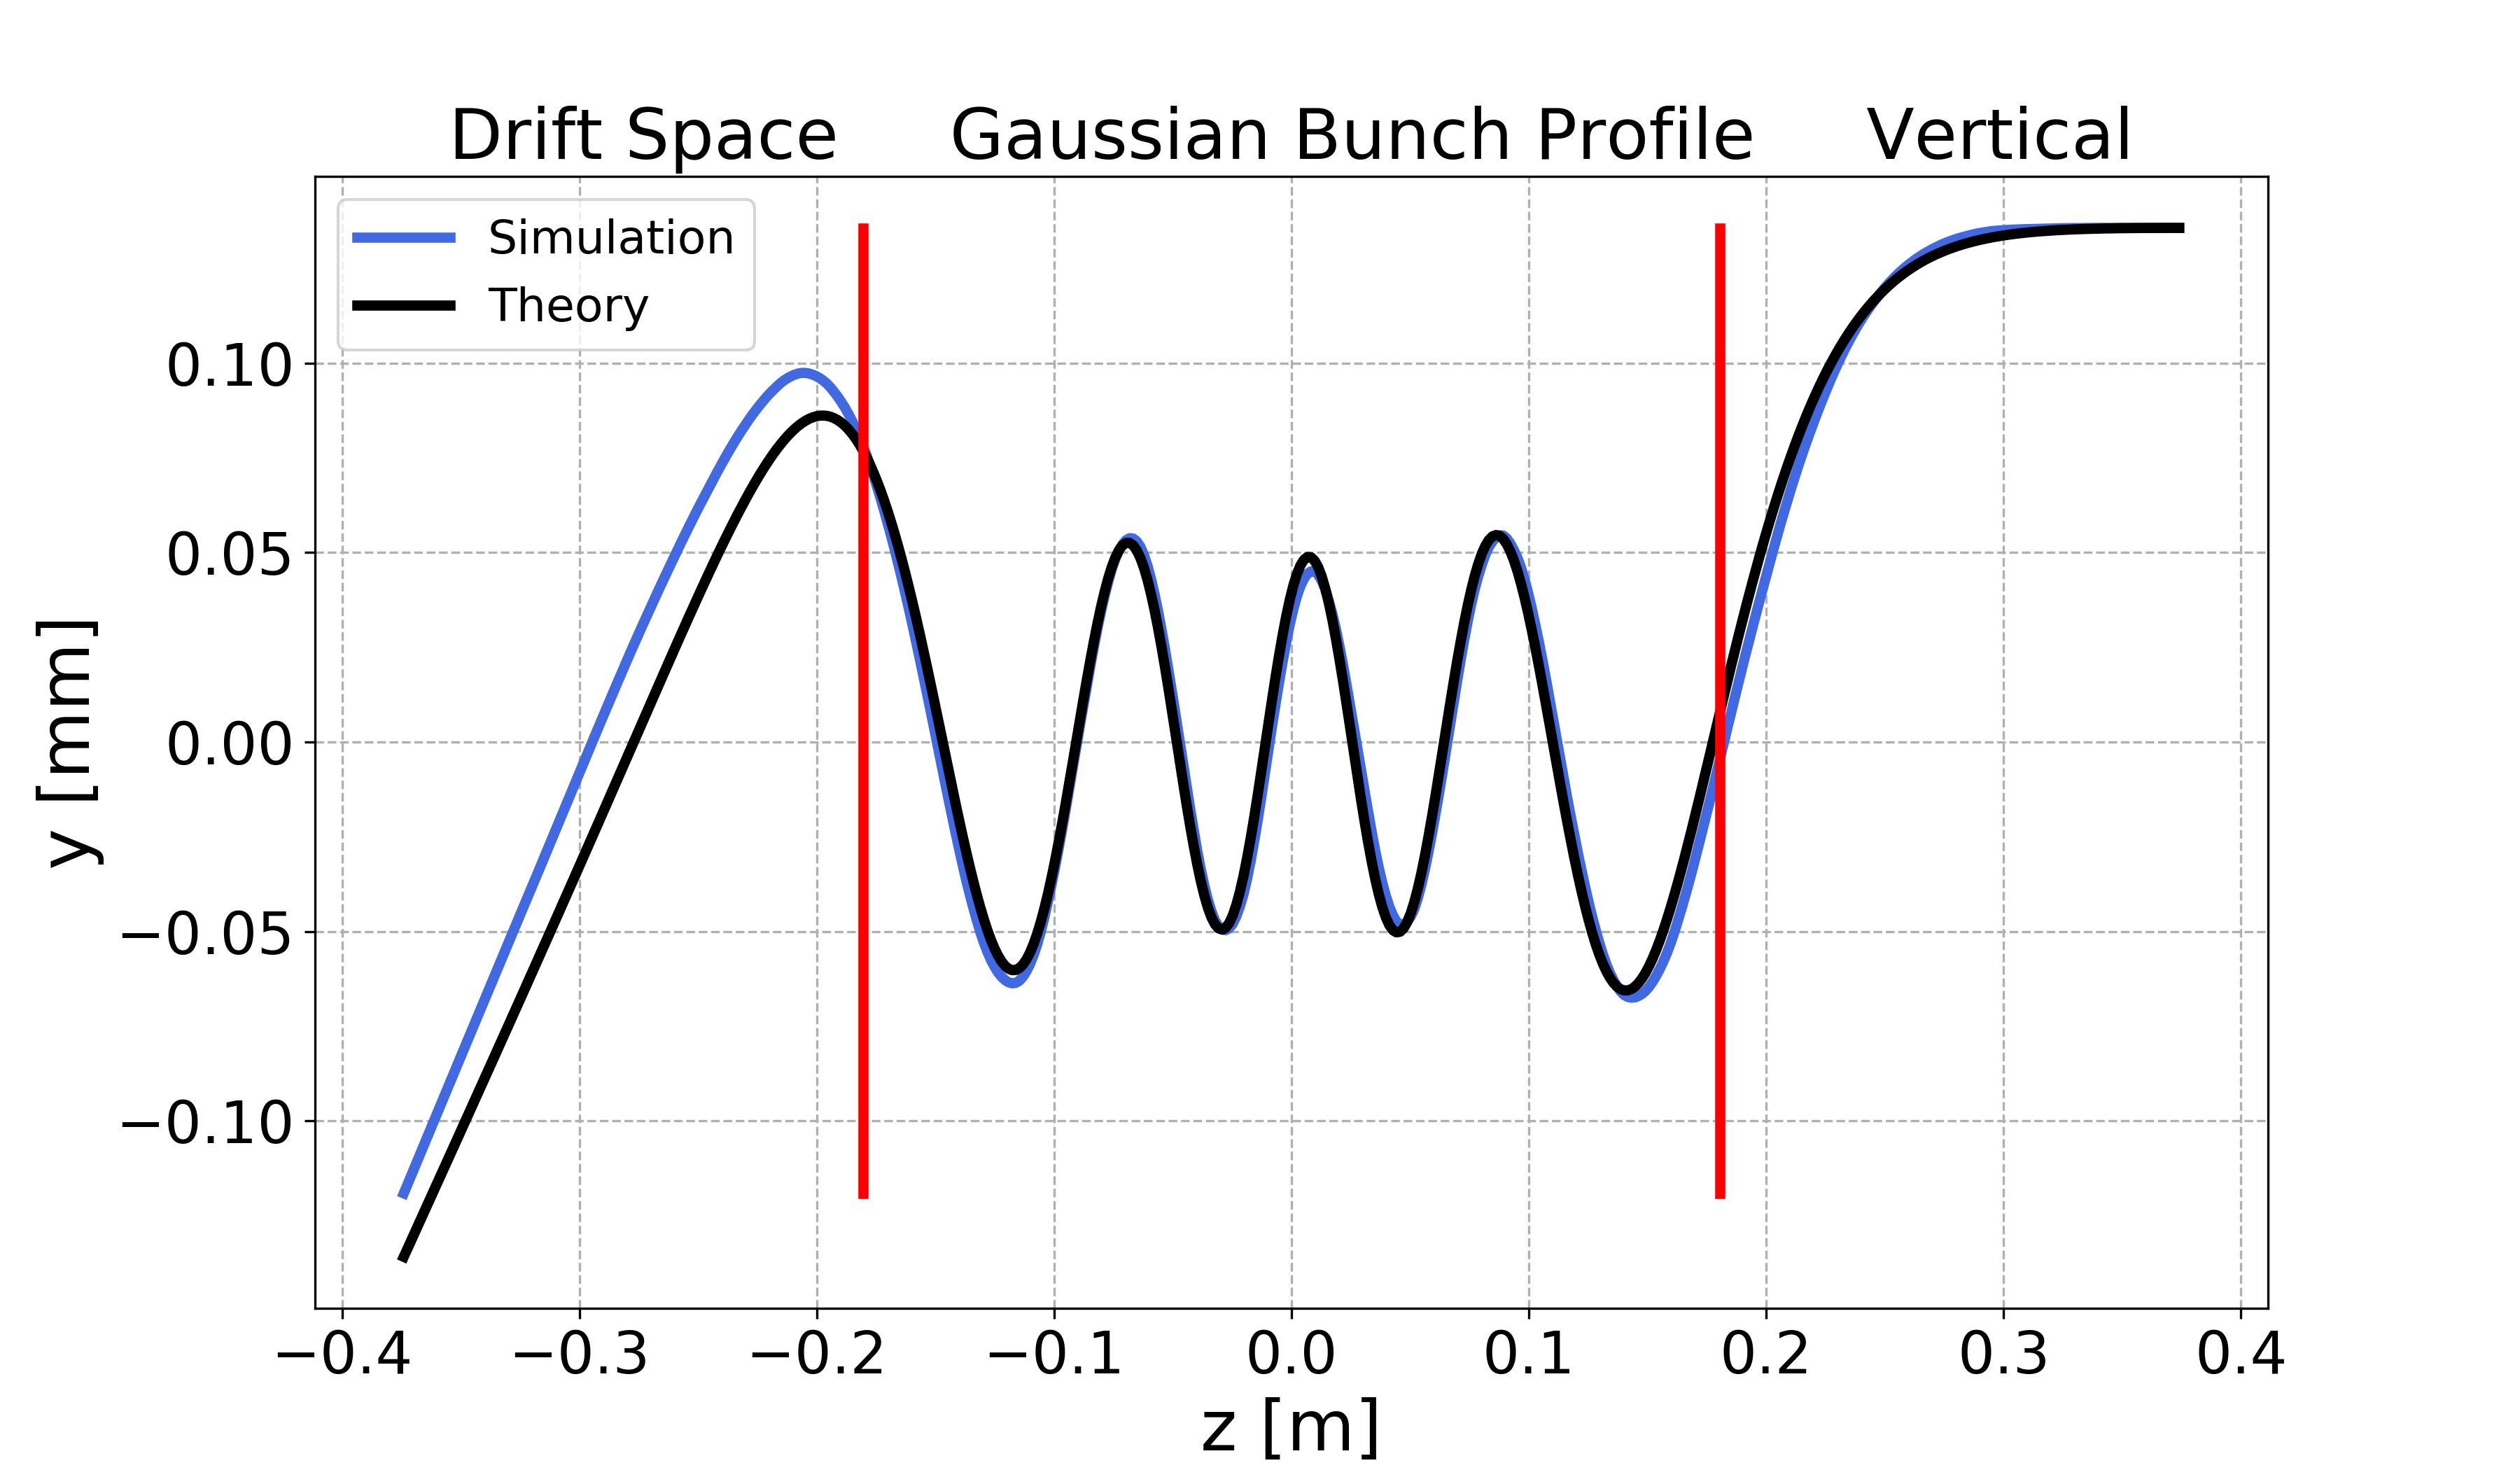 Drift Space Gaussian Bunch Profile Vertical
Simulation
Theory
0.10
0.05
0.00
−0.05
−0.10
y [mm]
−0.4 −0.3 −0.2 −0.1 0.0 0.1 0.2 0.3 0.4
z [m]